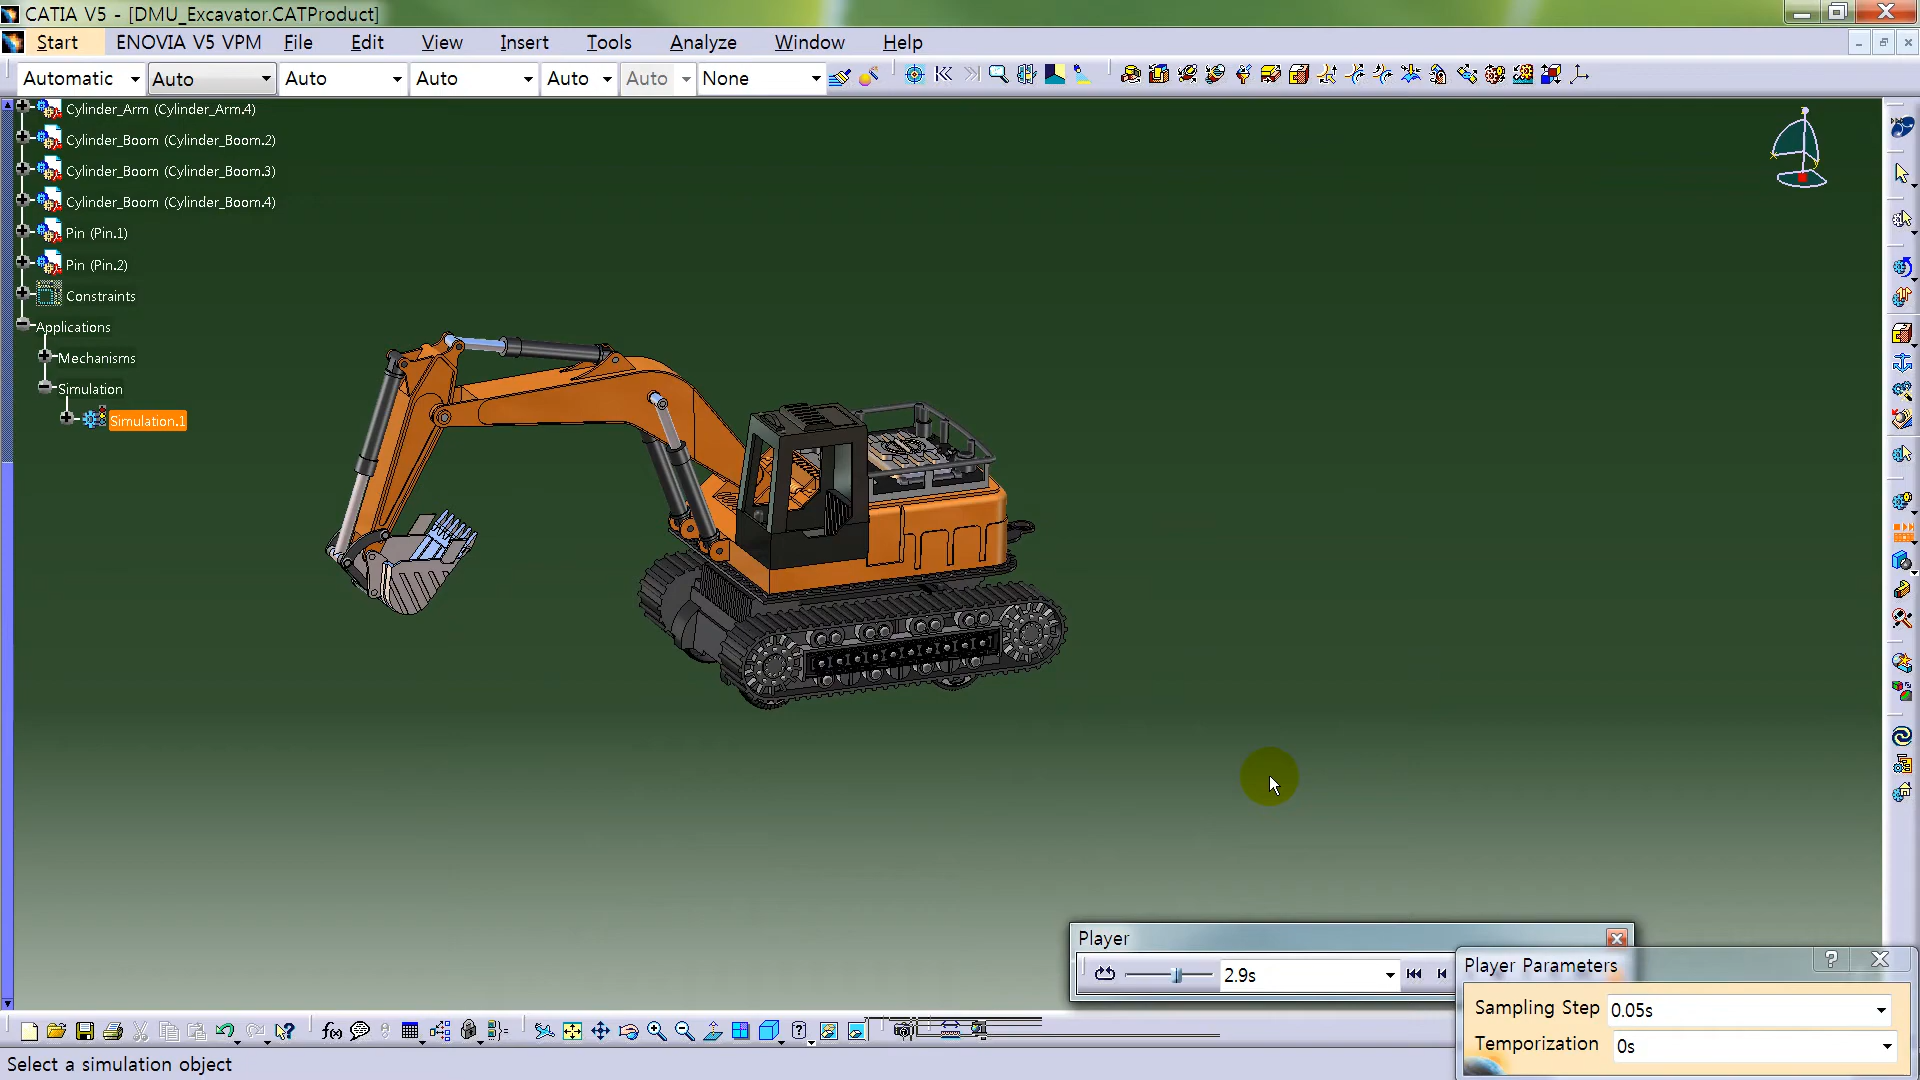 CATIA V5 - [DMU_Excavator.CATProduct]
Start ENOVIA V5 VPM File Edit View Insert Tools Analyze Window Help
Automatic Auto Auto Auto Auto Auto None
Cylinder_Arm (Cylinder_Arm.4)
Cylinder_Boom (Cylinder_Boom.2)
Cylinder_Boom (Cylinder_Boom.3)
Cylinder_Boom (Cylinder_Boom.4)
Pin (Pin.1)
Pin (Pin.2)
Constraints
Applications
Mechanisms
Simulation
Simulation.1
Player
2.9s
Player Parameters
Sampling Step 0.05s
Temporization 0s
Select a simulation object